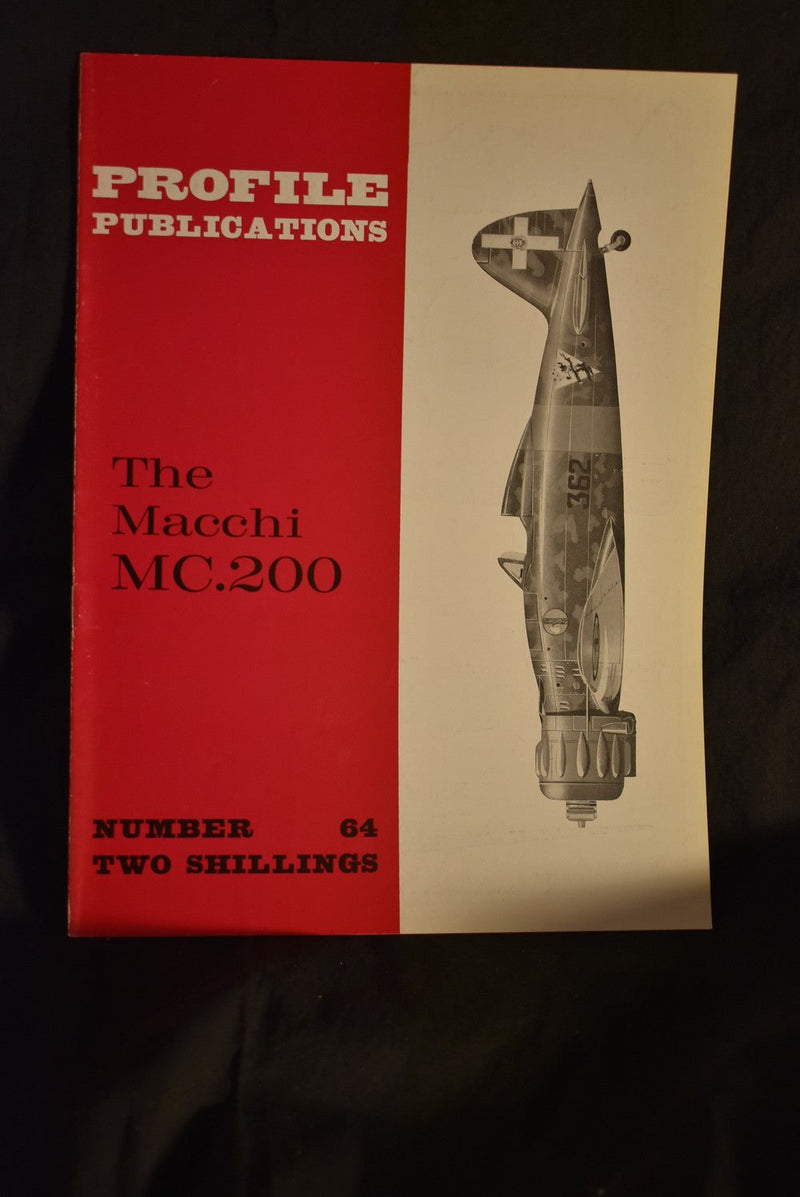 PROFILE
PUBLICATIONS
The
Macchi
MC.200
NUMBER 64
TWO SHILLINGS
362